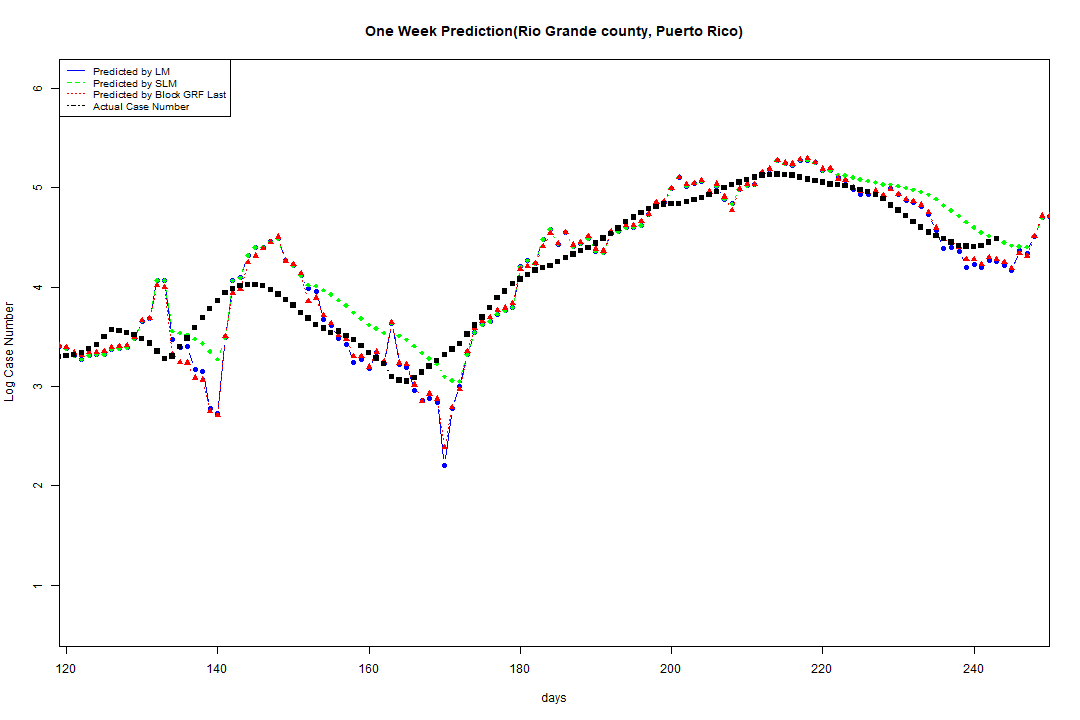 One Week Prediction(Rio Grande county, Puerto Rico)
Predicted by LM
Predicted by SLM
Predicted by Block GRF Last
Actual Case Number
6
5
4
3
2
1
Log Case Number
120 140 160 180 200 220 240
days